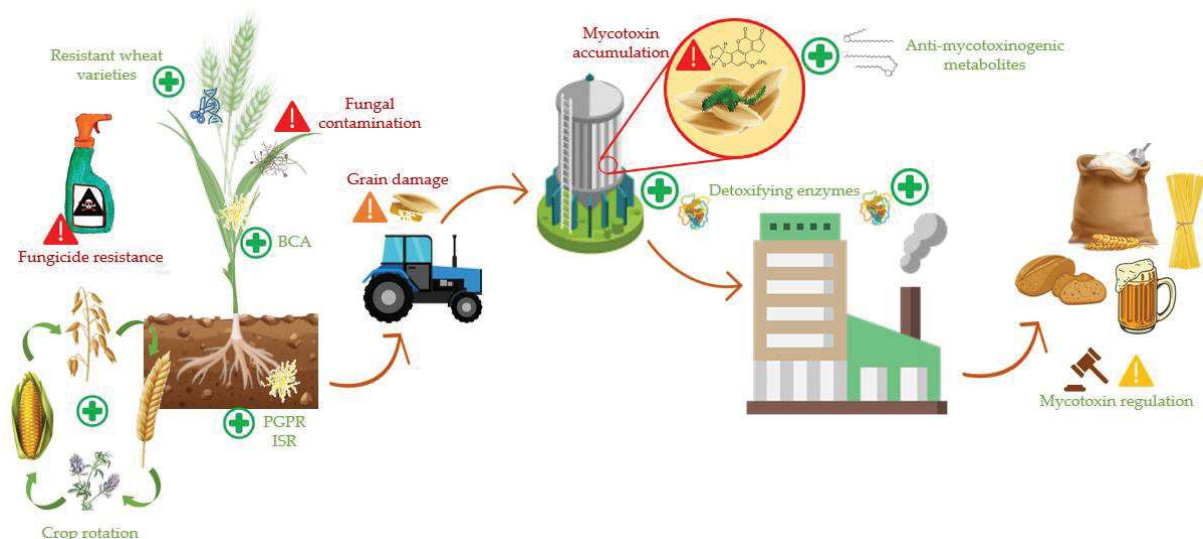 Resistant wheat
varieties
Fungal
contamination
Fungicide resistance
BCA
PGPR
ISR
Crop rotation
Grain damage
Mycotoxin
accumulation
Anti-mycotoxinogenic
metabolites
Detoxifying enzymes
Mycotoxin regulation